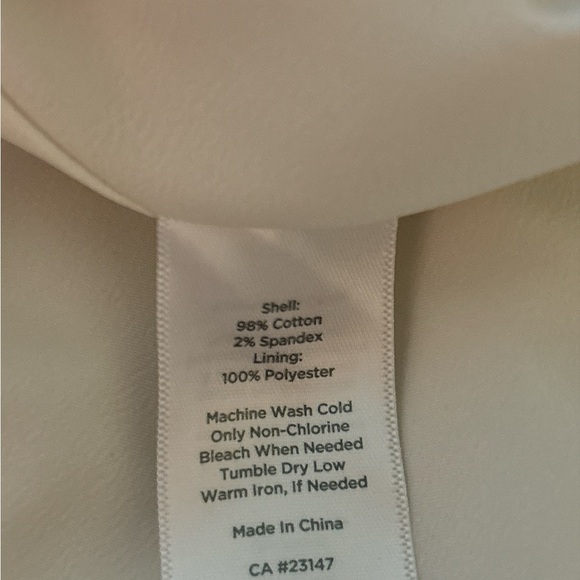 Shell:
98% Cotton
2% Spandex
Lining:
100% Polyester
Machine Wash Cold
Only Non-Chlorine
Bleach When Needed
Tumble Dry Low
Warm Iron, If Needed
Made In China
CA #23147